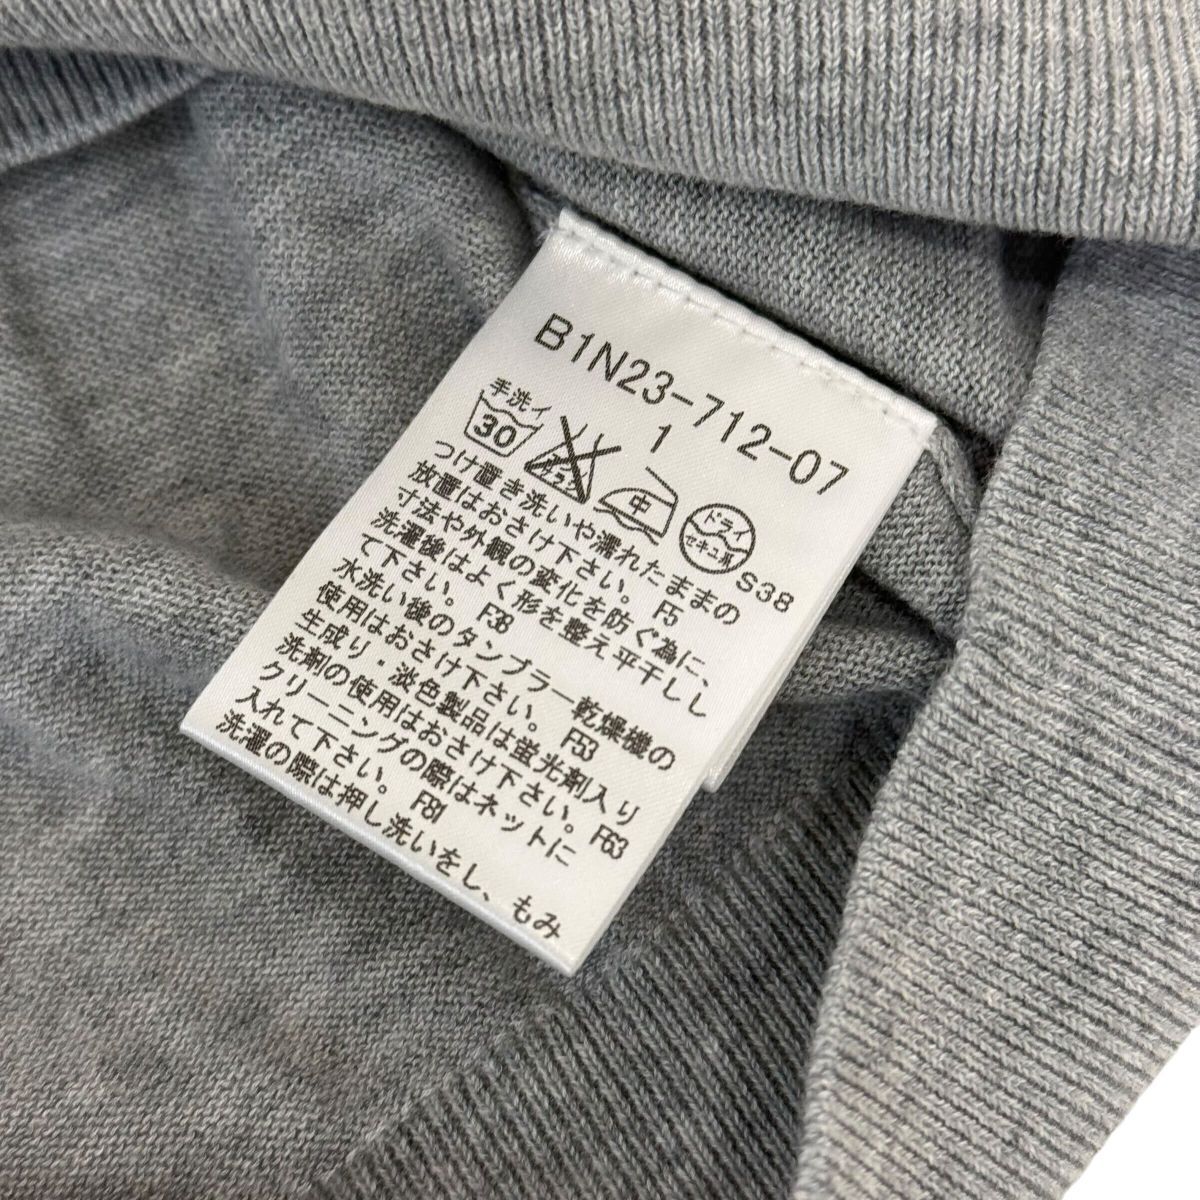 B1N23-712-07
1
手洗イ
30
中
ドライ
セキユ系
S38
つけ置き洗いや濡れたままの
放置はおさけ下さい。 F5
寸法や外観の変化を防ぐ為に、
洗濯後はよく形を整え平干しし
て下さい。 F38
水洗い後のタンブラー乾燥機の
使用はおさけ下さい。 F53
生成り・淡色製品は蛍光剤入り
洗剤の使用はおさけ下さい。 F63
クリーニングの際はネットに
入れて下さい。 F81
洗濯の際は押し洗いをし、もみ